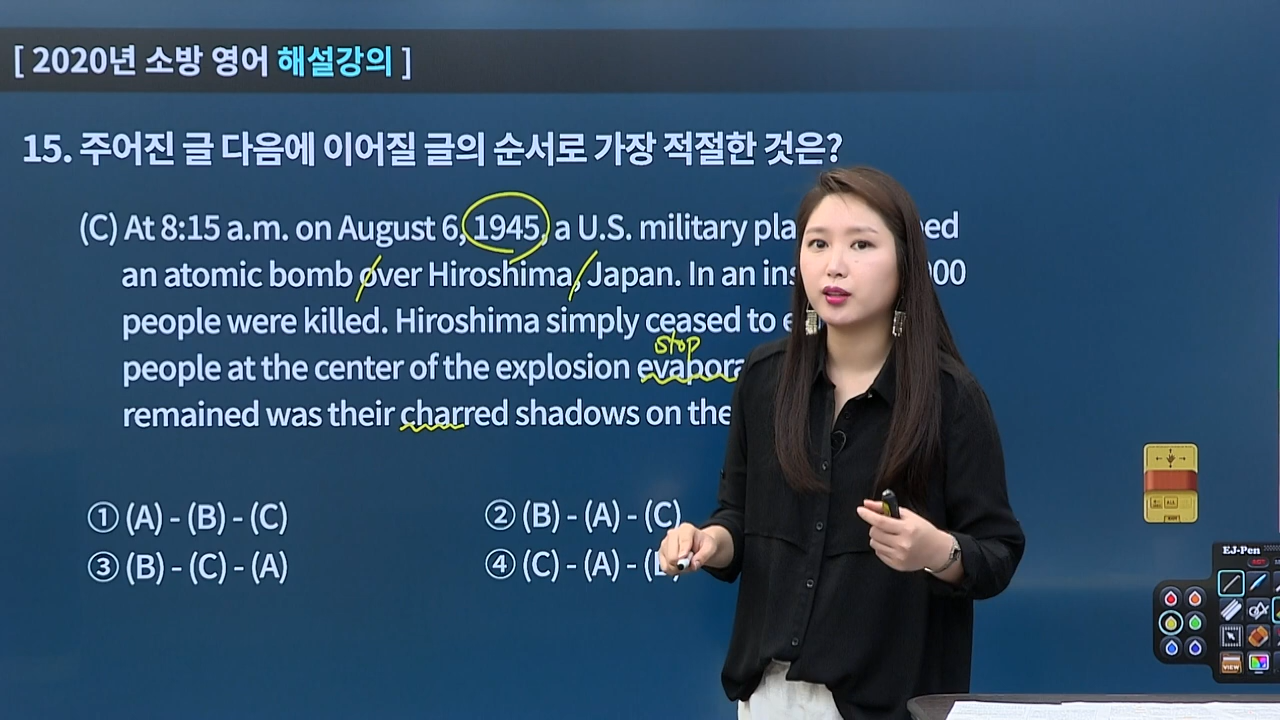 [ 2020년 소방 영어 해설강의 ]
15. 주어진 글 다음에 이어질 글의 순서로 가장 적절한 것은?
(C) At 8:15 a.m. on August 6, 1945, a U.S. military
an atomic bomb over Hiroshima, Japan. In an
people were killed. Hiroshima simply ceased to
stop
people at the center of the explosion
remained was their charred shadows on the
① (A) - (B) - (C)
② (B) - (A) - (C)
③ (B) - (C) - (A)
④ (C) - (A) -
EJ-Pen
VIEW